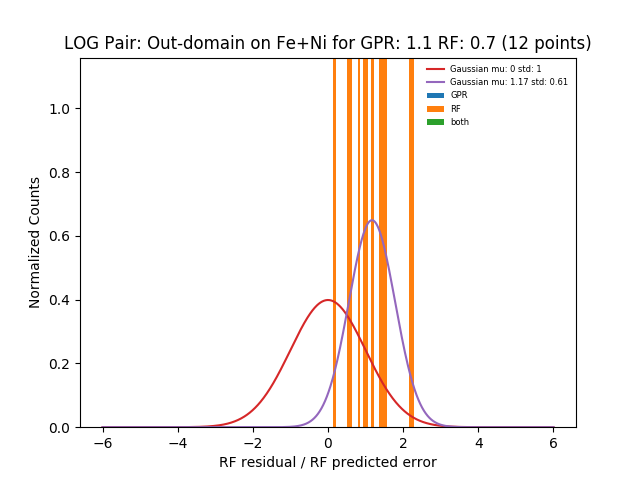 LOG Pair: Out-domain on Fe+Ni for GPR: 1.1 RF: 0.7 (12 points)
Gaussian mu: 0 std: 1
Gaussian mu: 1.17 std: 0.61
GPR
RF
both
Normalized Counts
1.0
0.8
0.6
0.4
0.2
0.0
−6 −4 −2 0 2 4 6
RF residual / RF predicted error